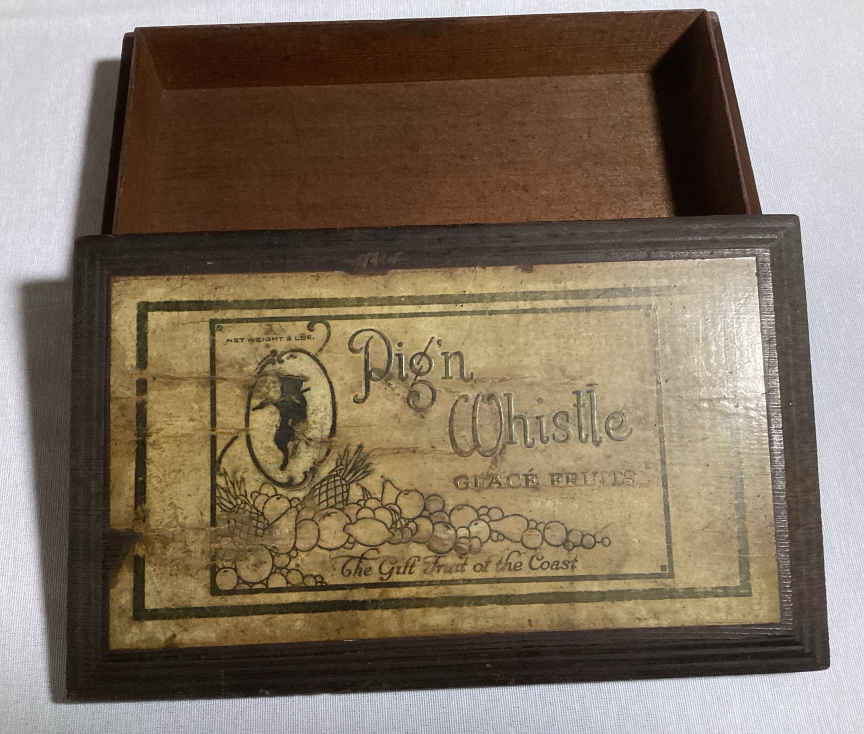 NET WEIGHT 2 LBS.
Pig'n
Whistle
GLACÉ FRUITS
The Gift Fruit of the Coast